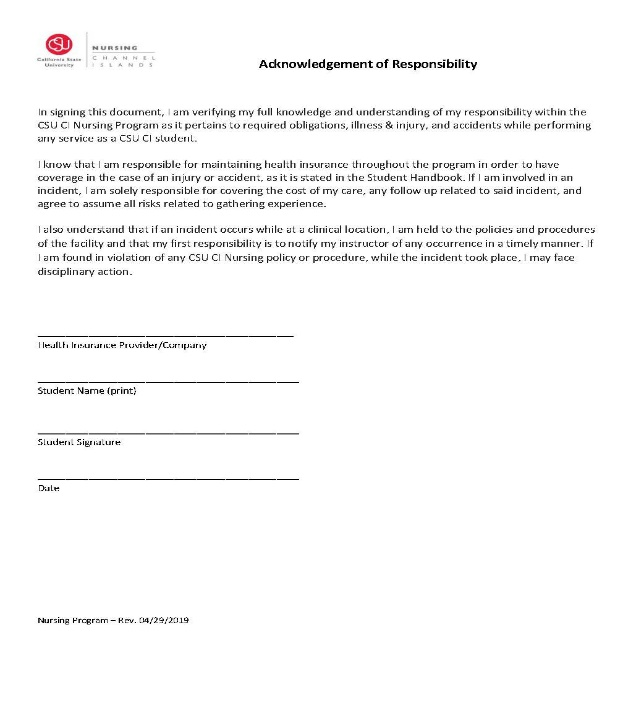 CSU
California State
University
NURSING
CHANNEL
ISLANDS
Acknowledgement of Responsibility
In signing this document, I am verifying my full knowledge and understanding of my responsibility within the
CSU CI Nursing Program as it pertains to required obligations, illness & injury, and accidents while performing
any service as a CSU CI student.
I know that I am responsible for maintaining health insurance throughout the program in order to have
coverage in the case of an injury or accident, as it is stated in the Student Handbook. If I am involved in an
incident, I am solely responsible for covering the cost of my care, any follow up related to said incident, and
agree to assume all risks related to gathering experience.
I also understand that if an incident occurs while at a clinical location, I am held to the policies and procedures
of the facility and that my first responsibility is to notify my instructor of any occurrence in a timely manner. If
I am found in violation of any CSU CI Nursing policy or procedure, while the incident took place, I may face
disciplinary action.
Health Insurance Provider/Company
Student Name (print)
Student Signature
Date
Nursing Program – Rev. 04/29/2019